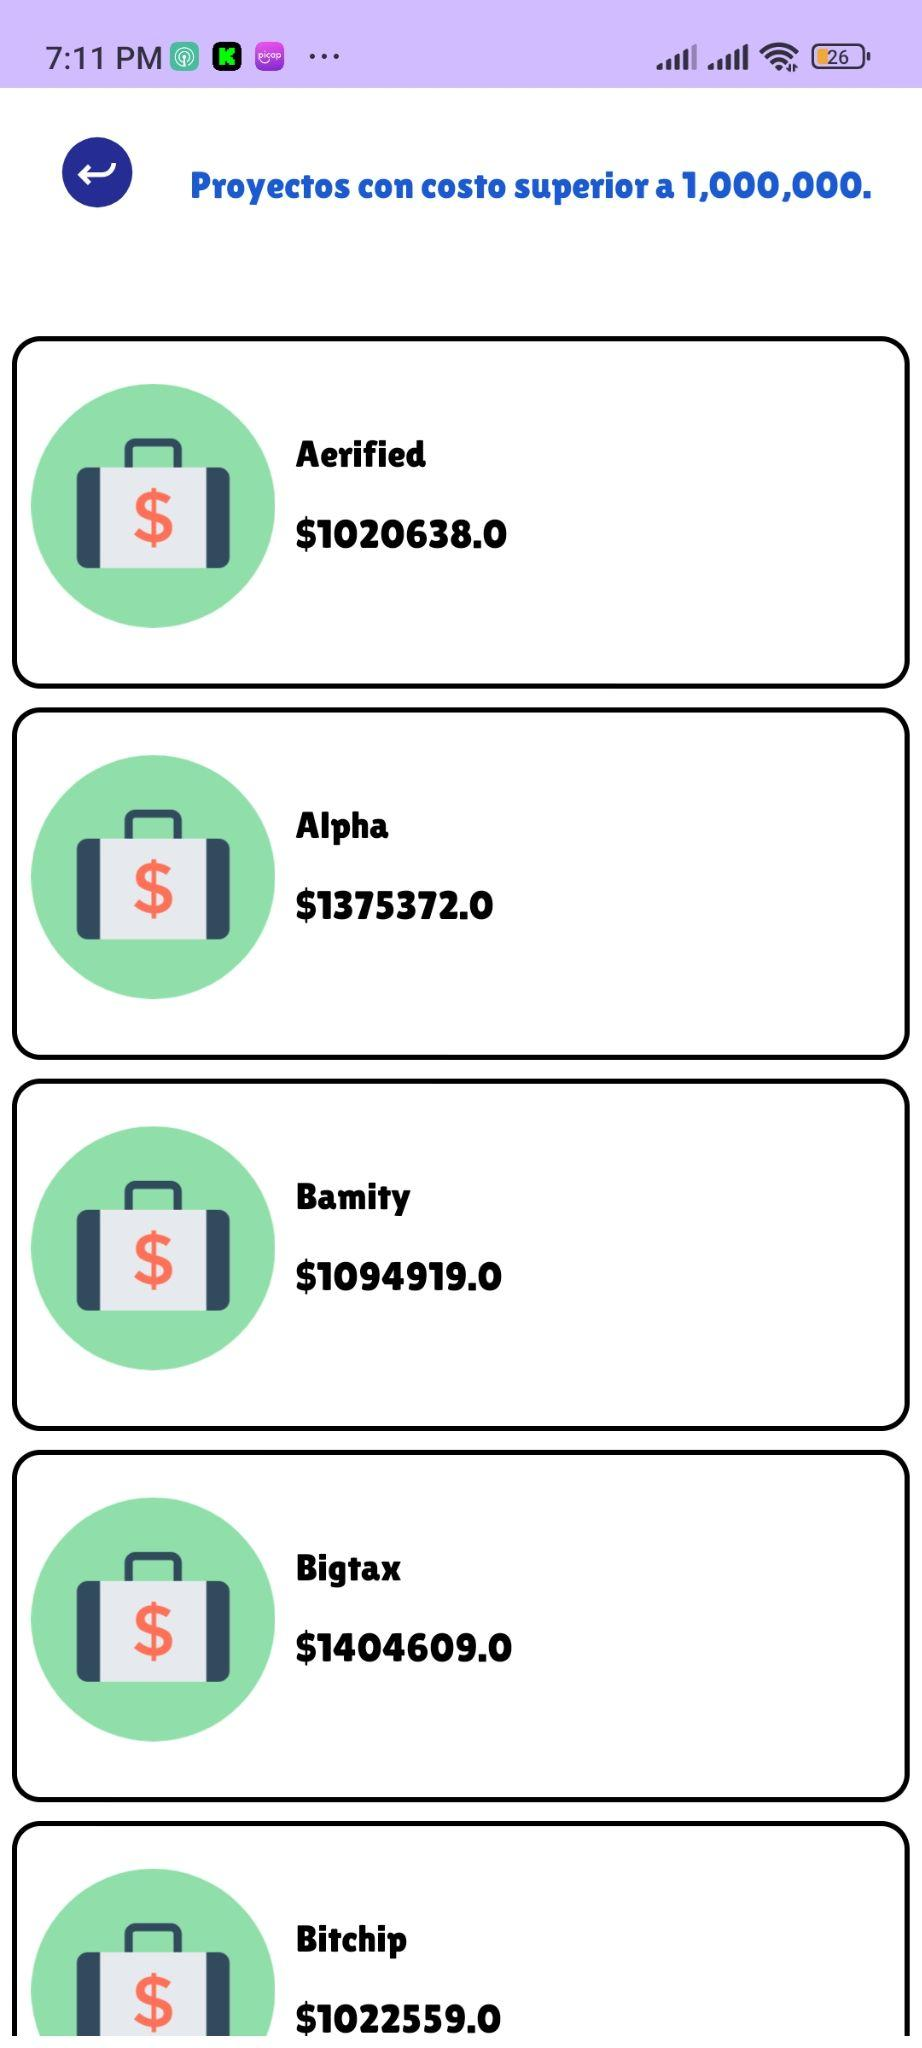 7:11 PM picap ... 26
Proyectos con costo superior a 1,000,000.
$
Aerified
$1020638.0
$
Alpha
$1375372.0
$
Bamity
$1094919.0
$
Bigtax
$1404609.0
$
Bitchip
$1022559.0